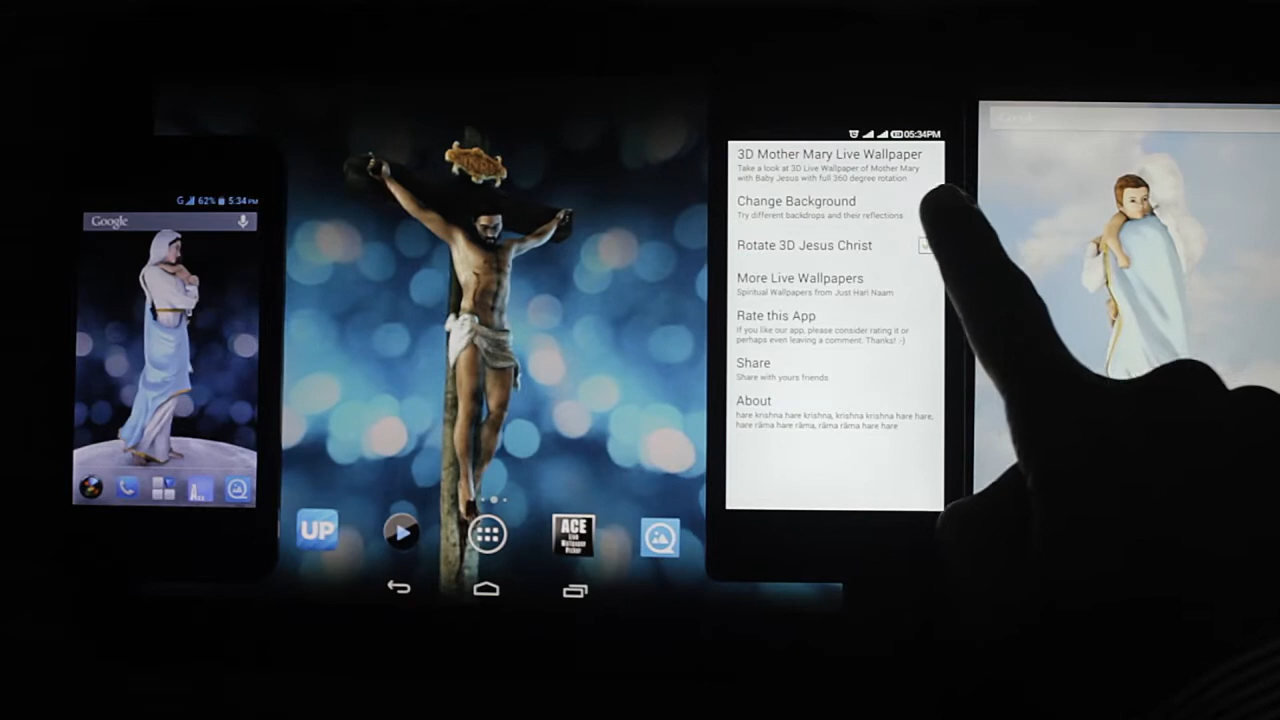 G 62% 5:34 PM
Google
UP
ACE
Live
Wallpaper
Picker
05:34PM
3D Mother Mary Live Wallpaper
Take a look at 3D Live Wallpaper of Mother Mary
with Baby Jesus with full 360 degree rotation
Change Background
Try different backdrops and their reflections
Rotate 3D Jesus Christ
More Live Wallpapers
Spiritual Wallpapers from Just Hari Naam
Rate this App
If you like our app, please consider rating it or
perhaps even leaving a comment. Thanks! :-)
Share
Share with yours friends
About
hare krishna hare krishna, krishna krishna hare hare,
hare rāma hare rāma, rāma rāma hare hare
Google